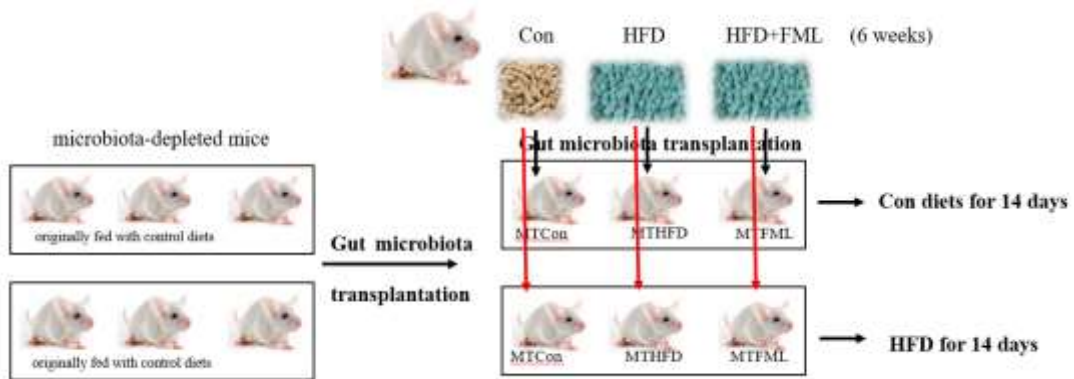 Con HFD HFD+FML (6 weeks)
microbiota-depleted mice
Gut microbiota transplantation
MTCon MTHFD MTFML
Con diets for 14 days
originally fed with control diets
Gut microbiota
transplantation
originally fed with control diets
MTCon MTHFD MTFML
HFD for 14 days